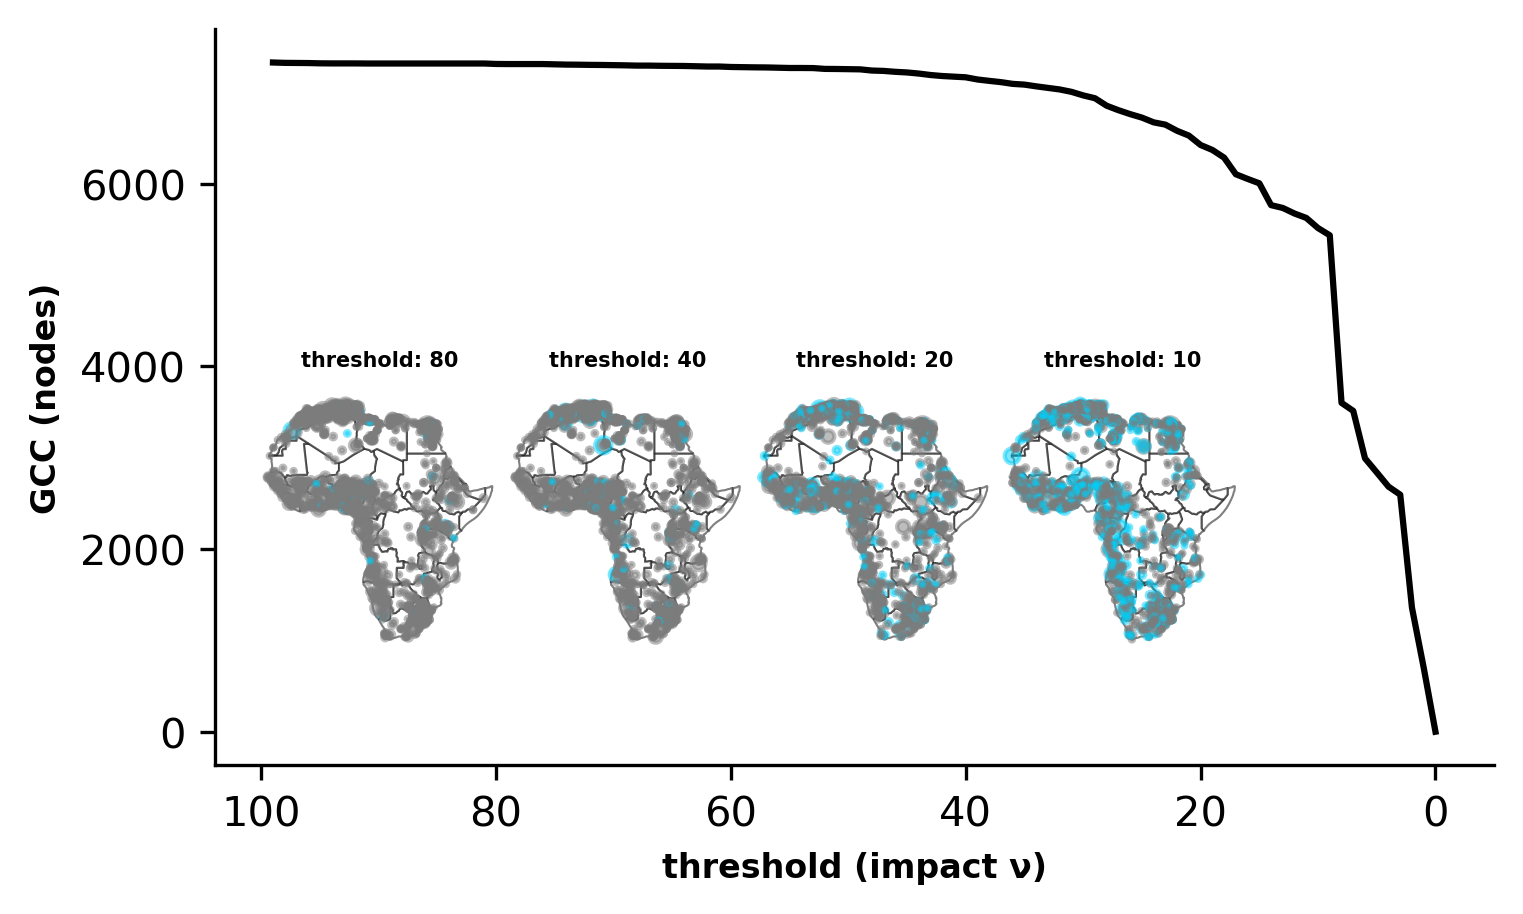 GCC (nodes)
6000
4000
2000
0
threshold: 80
threshold: 40
threshold: 20
threshold: 10
100
80
60
40
20
0
threshold (impact ν)